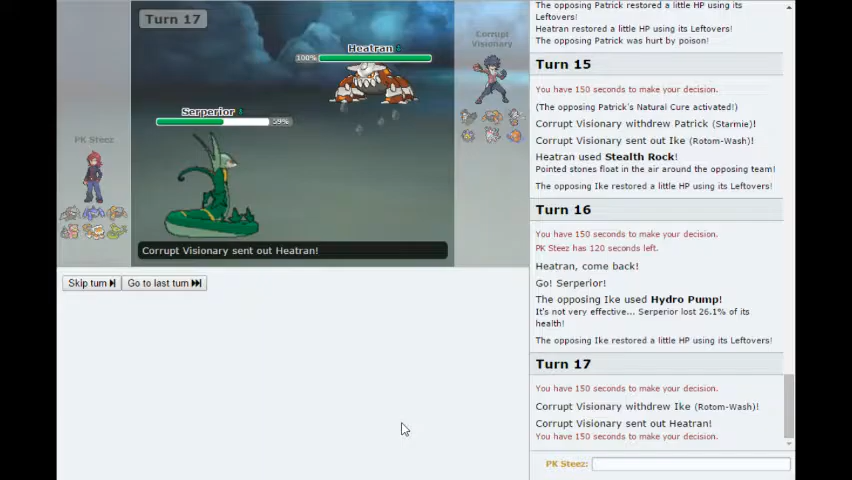 Turn 17
Heatran
100%
Serperior
59%
PK Steez
Corrupt
Visionary
Corrupt Visionary sent out Heatran!
Skip turn
Go to last turn
The opposing Patrick restored a little HP using its
Leftovers!
Heatran restored a little HP using its Leftovers!
The opposing Patrick was hurt by poison!
Turn 15
You have 150 seconds to make your decision.
(The opposing Patrick's Natural Cure activated!)
Corrupt Visionary withdrew Patrick (Starmie)!
Corrupt Visionary sent out Ike (Rotom-Wash)!
Heatran used Stealth Rock!
Pointed stones float in the air around the opposing team!
The opposing Ike restored a little HP using its Leftovers!
Turn 16
You have 150 seconds to make your decision.
PK Steez has 120 seconds left.
Heatran, come back!
Go! Serperior!
The opposing Ike used Hydro Pump!
It's not very effective... Serperior lost 26.1% of its
health!
The opposing Ike restored a little HP using its Leftovers!
Turn 17
You have 150 seconds to make your decision.
Corrupt Visionary withdrew Ike (Rotom-Wash)!
Corrupt Visionary sent out Heatran!
You have 150 seconds to make your decision.
PK Steez: